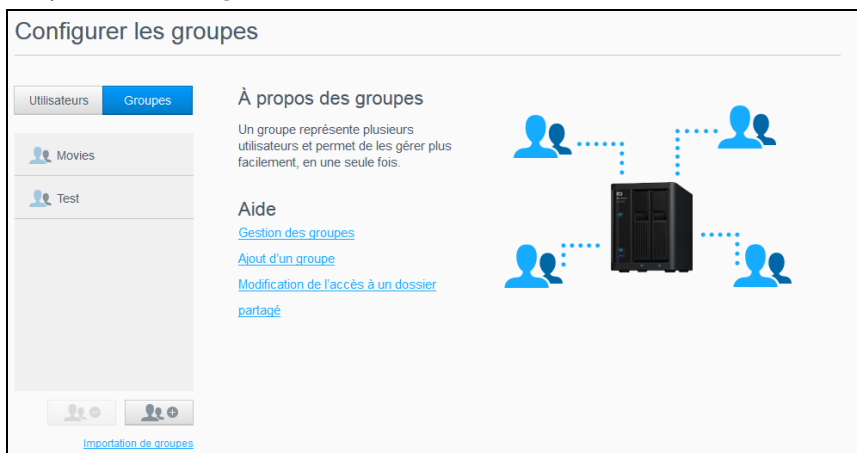 Configurer les groupes
Utilisateurs
Groupes
Movies
Test
À propos des groupes
Un groupe représente plusieurs
utilisateurs et permet de les gérer plus
facilement, en une seule fois.
Aide
Gestion des groupes
Ajout d'un groupe
Modification de l'accès à un dossier
partagé
Importation de groupes